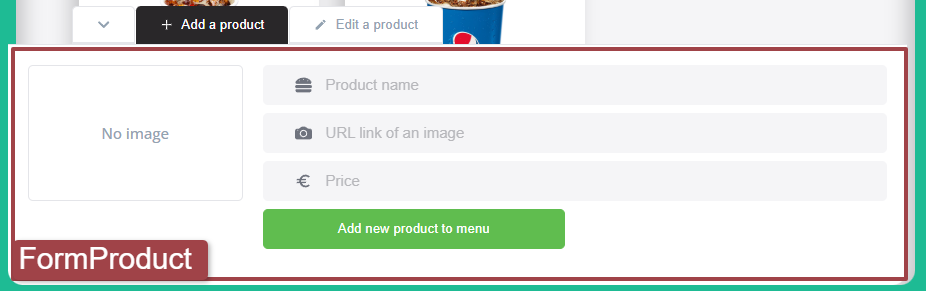 Add a product
Edit a product
No image
Product name
URL link of an image
€ Price
Add new product to menu
FormProduct